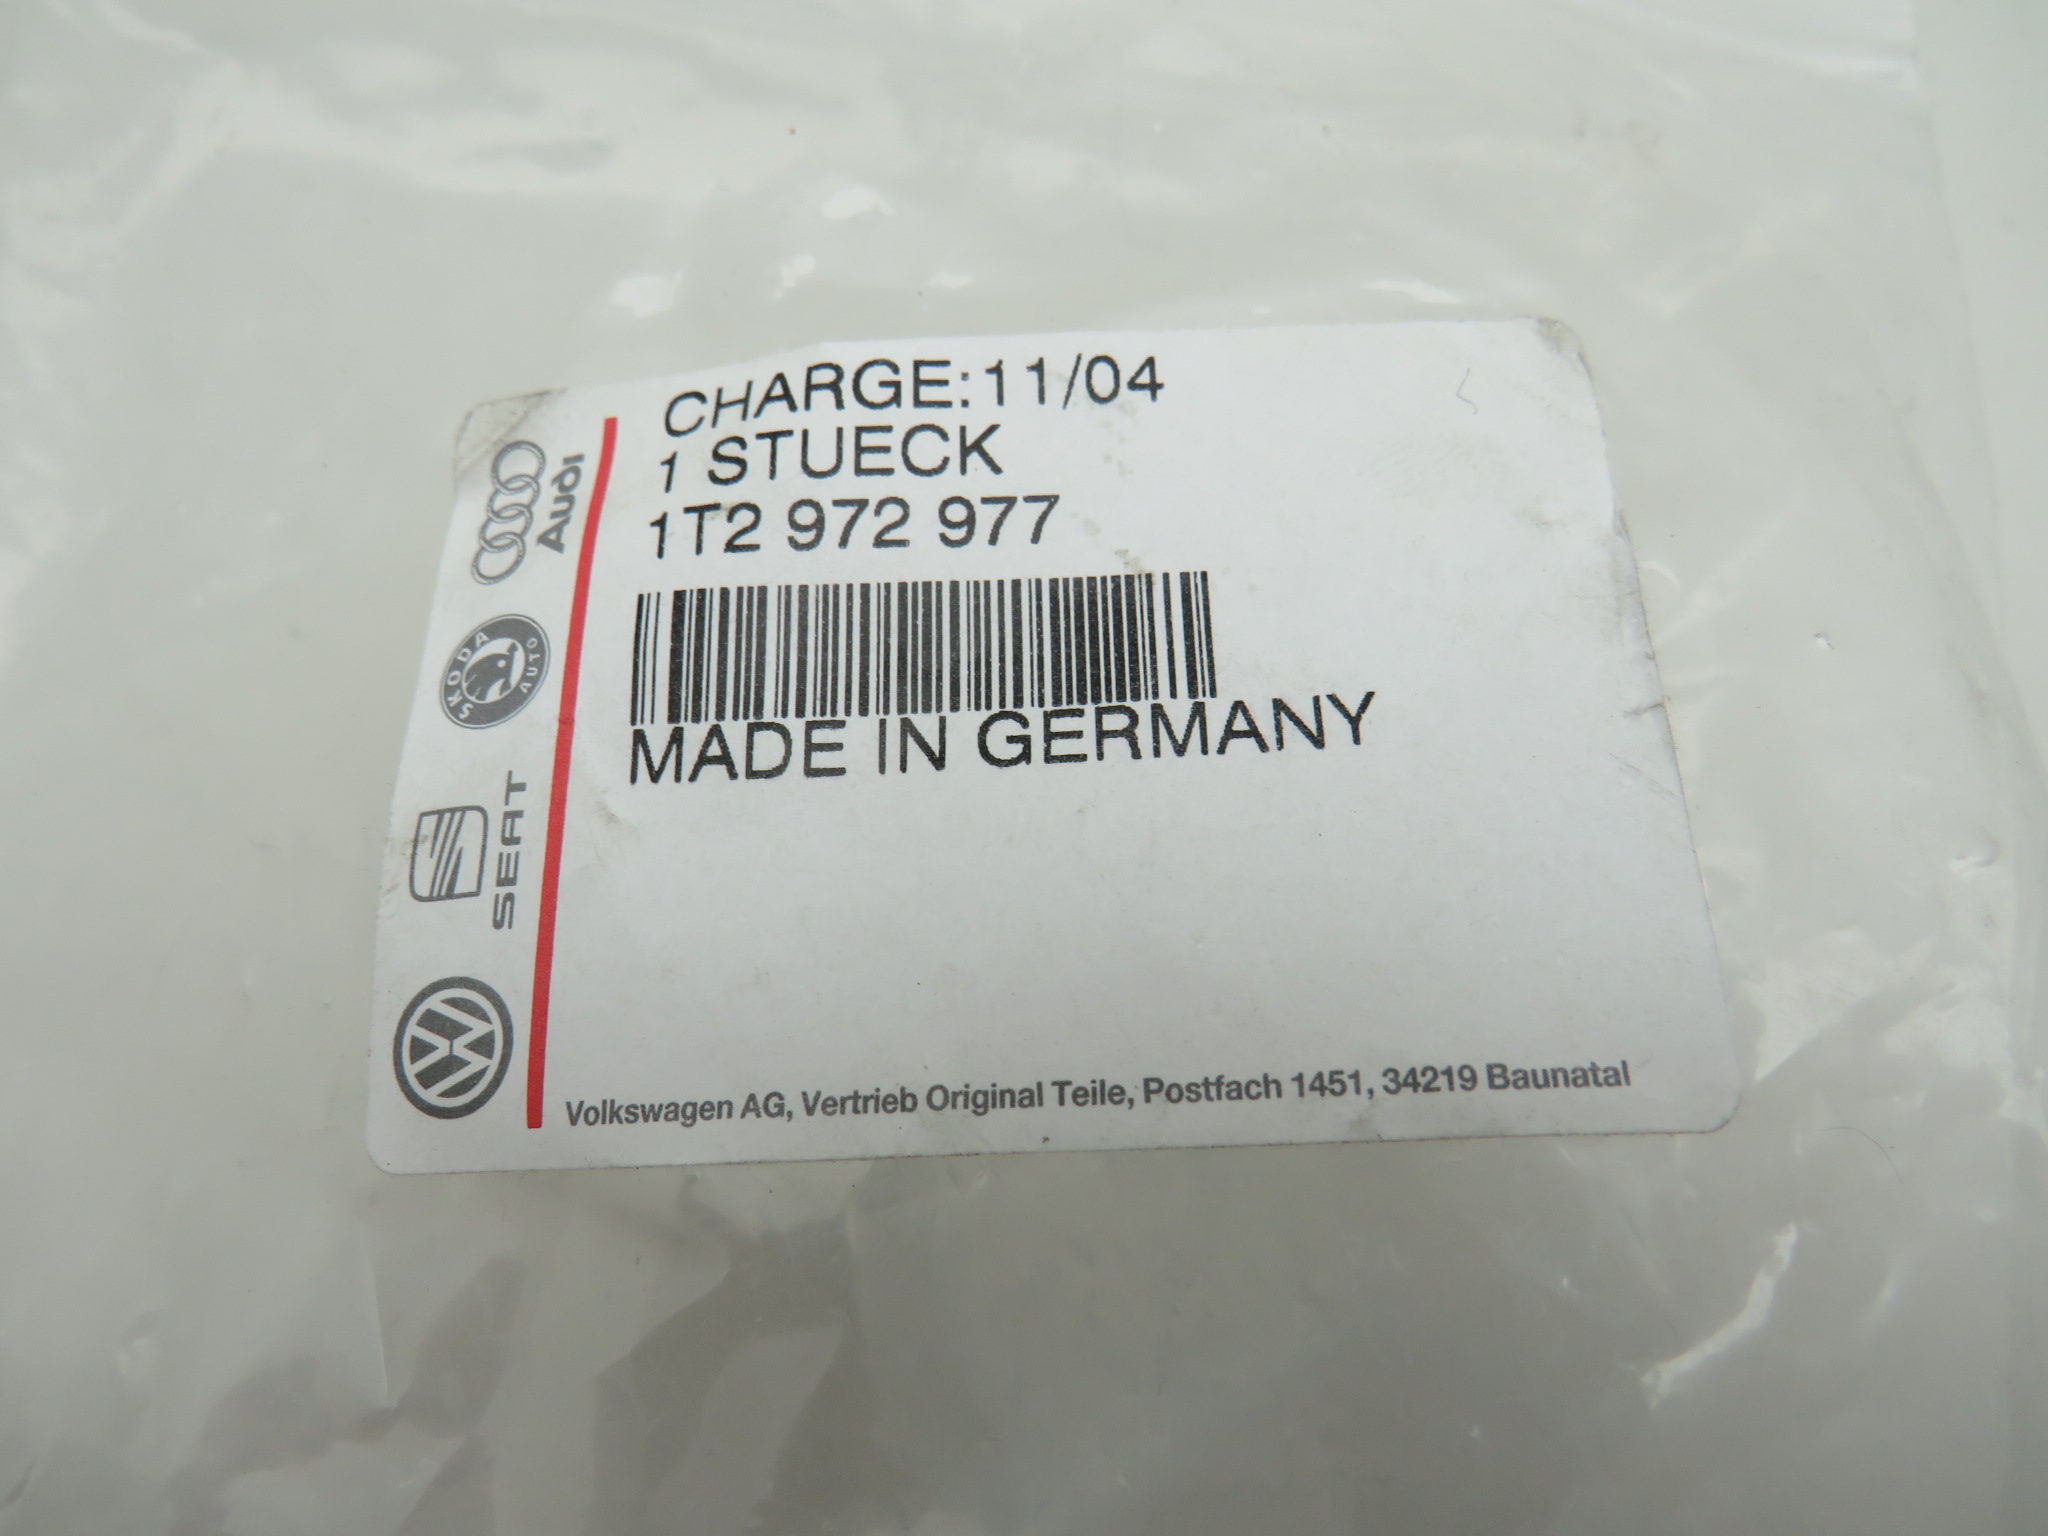 CHARGE:11/04
1 STUECK
1T2 972 977
MADE IN GERMANY
Audi
SKODA AUTO
SEAT
Volkswagen AG, Vertrieb Original Teile, Postfach 1451, 34219 Baunatal